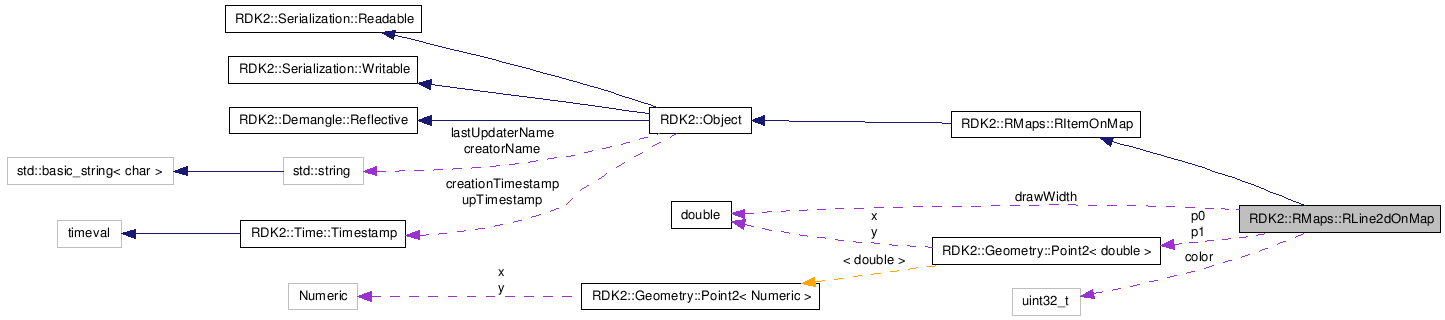 RDK2::Serialization::Readable
RDK2::Serialization::Writable
RDK2::Demangle::Reflective
RDK2::Object
RDK2::RMaps::RItemOnMap
lastUpdaterName
creatorName
std::basic_string< char >
std::string
creationTimestamp
upTimestamp
drawWidth
double
x
y
p0
p1
RDK2::RMaps::RLine2dOnMap
timeval
RDK2::Time::Timestamp
RDK2::Geometry::Point2< double >
< double >
color
x
y
Numeric
RDK2::Geometry::Point2< Numeric >
uint32_t